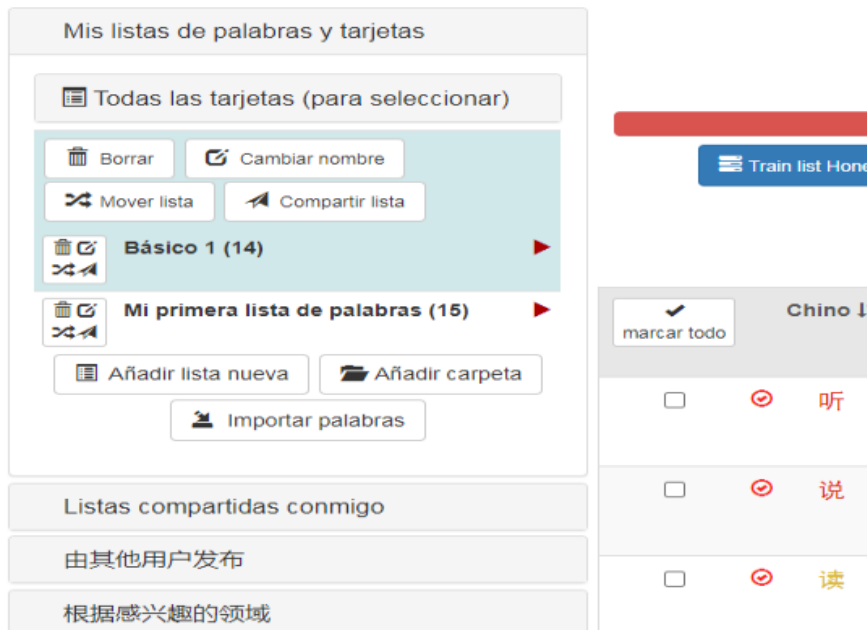 Mis listas de palabras y tarjetas
Todas las tarjetas (para seleccionar)
Borrar
Cambiar nombre
Mover lista
Compartir lista
Básico 1 (14)
Mi primera lista de palabras (15)
Añadir lista nueva
Añadir carpeta
Importar palabras
Listas compartidas conmigo
由其他用户发布
根据感兴趣的领域
Train list Hone
marcar todo
Chino
听
说
读